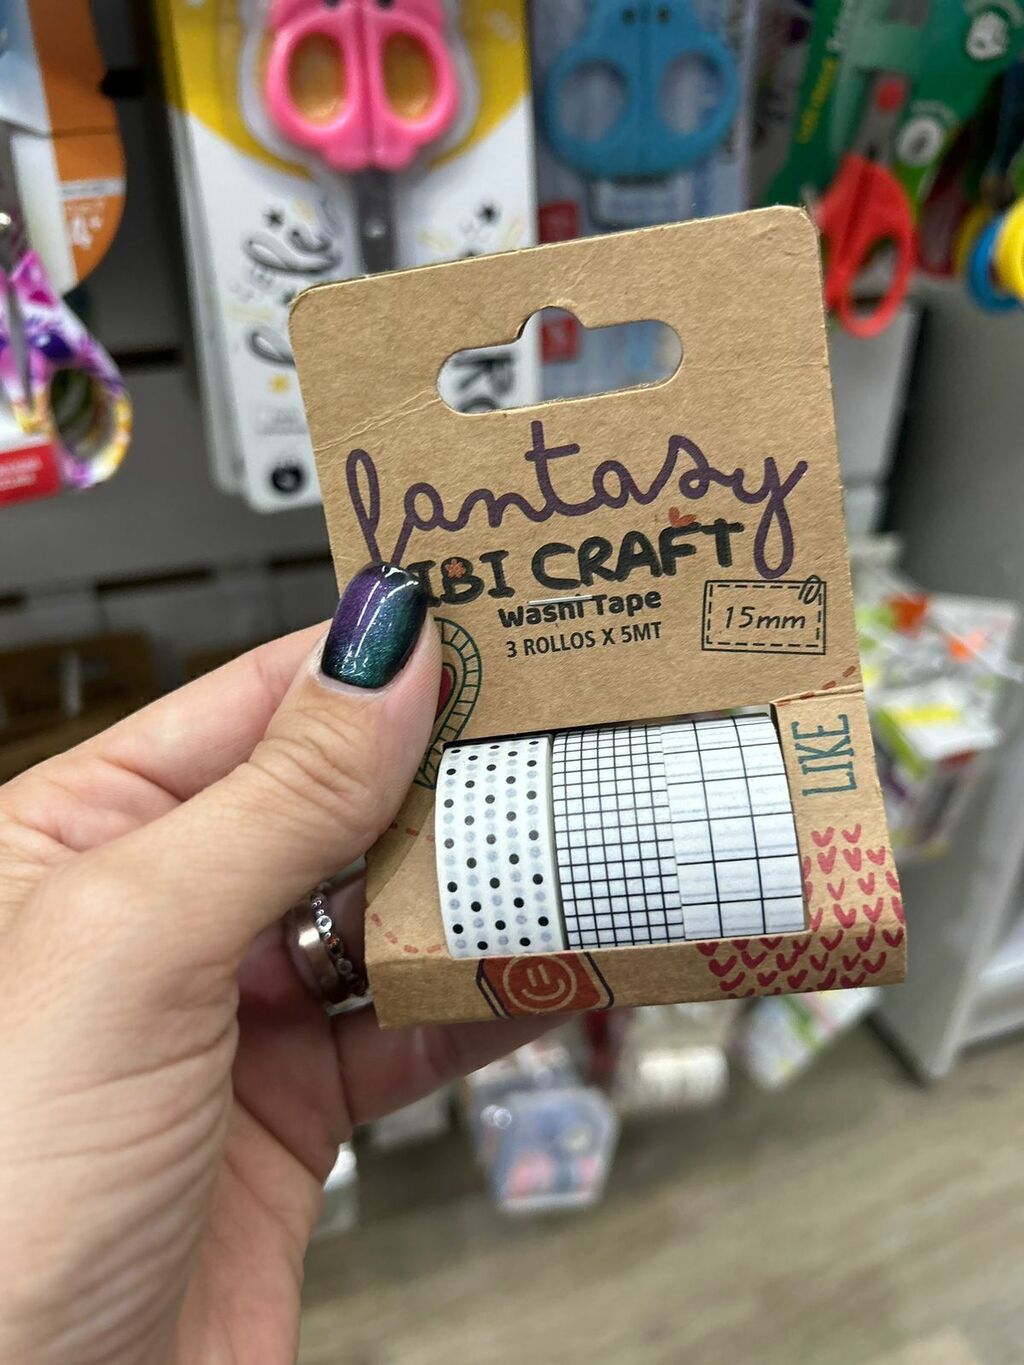 fantasy
IBI CRAFT
Washi Tape
3 ROLLOS X 5MT
15mm
LIKE